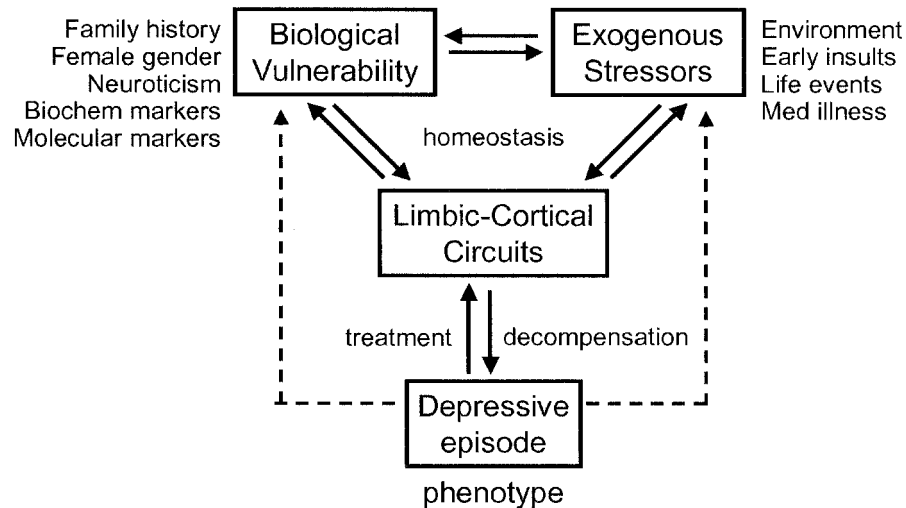 Family history
Female gender
Neuroticism
Biochem markers
Molecular markers
Biological
Vulnerability
Exogenous
Stressors
Environment
Early insults
Life events
Med illness
homeostasis
Limbic-Cortical
Circuits
treatment
decompensation
Depressive
episode
phenotype